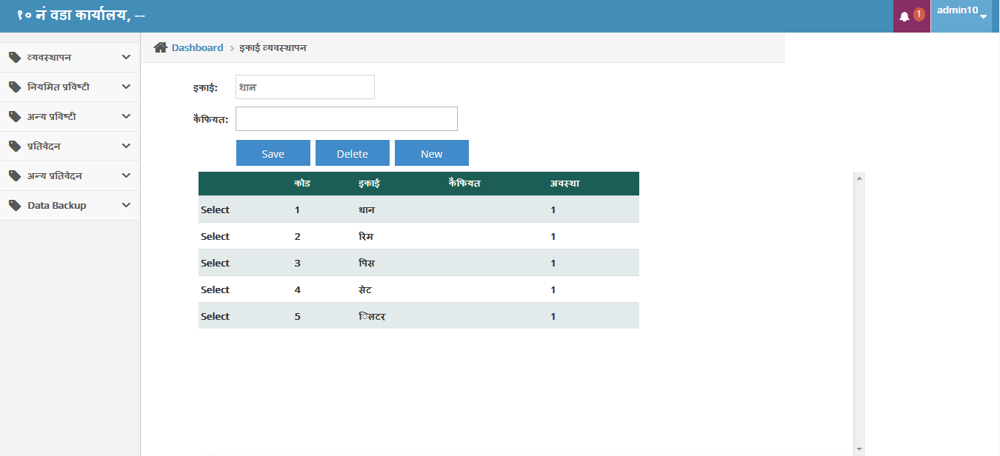 १० नं वडा कार्यालय, --
1
admin10
व्यवस्थापन
नियमित प्रविष्टी
अन्य प्रविष्टी
प्रतिवेदन
अन्य प्रतिवेदन
Data Backup
Dashboard > इकाई व्यवस्थापन
इकाई: थान
कैफियत:
Save Delete New
कोड इकाई कैफियत अवस्था
Select 1 थान 1
Select 2 रिम 1
Select 3 पिस 1
Select 4 सेट 1
Select 5 िलटर 1